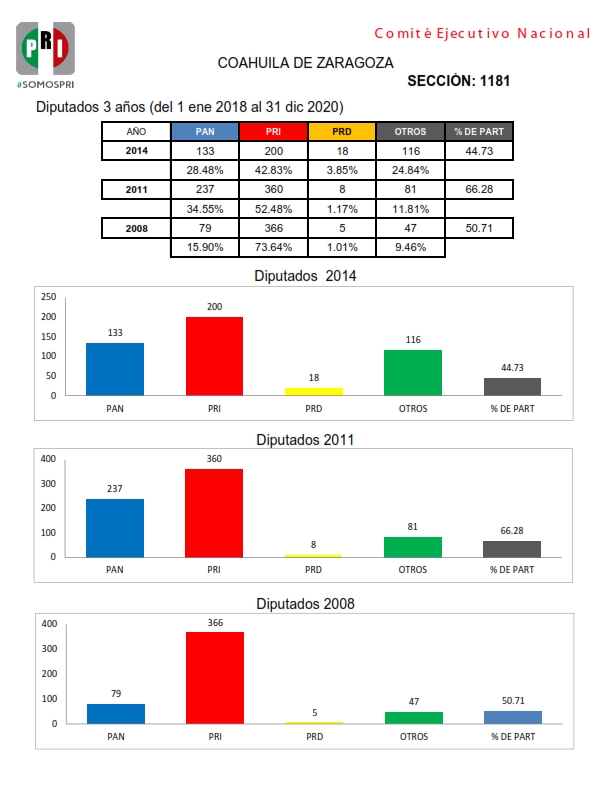 Comité Ejecutivo Nacional
PRI
#SOMOSPRI
COAHUILA DE ZARAGOZA
SECCIÓN: 1181
Diputados 3 años (del 1 ene 2018 al 31 dic 2020)
AÑO PAN PRI PRD OTROS % DE PART
2014 133 200 18 116 44.73
28.48% 42.83% 3.85% 24.84%
2011 237 360 8 81 66.28
34.55% 52.48% 1.17% 11.81%
2008 79 366 5 47 50.71
15.90% 73.64% 1.01% 9.46%
Diputados 2014
250
200
150
100
50
0
133
200
18
116
44.73
PAN PRI PRD OTROS % DE PART
Diputados 2011
400
300
200
100
0
237
360
8
81
66.28
PAN PRI PRD OTROS % DE PART
Diputados 2008
400
300
200
100
0
79
366
5
47
50.71
PAN PRI PRD OTROS % DE PART